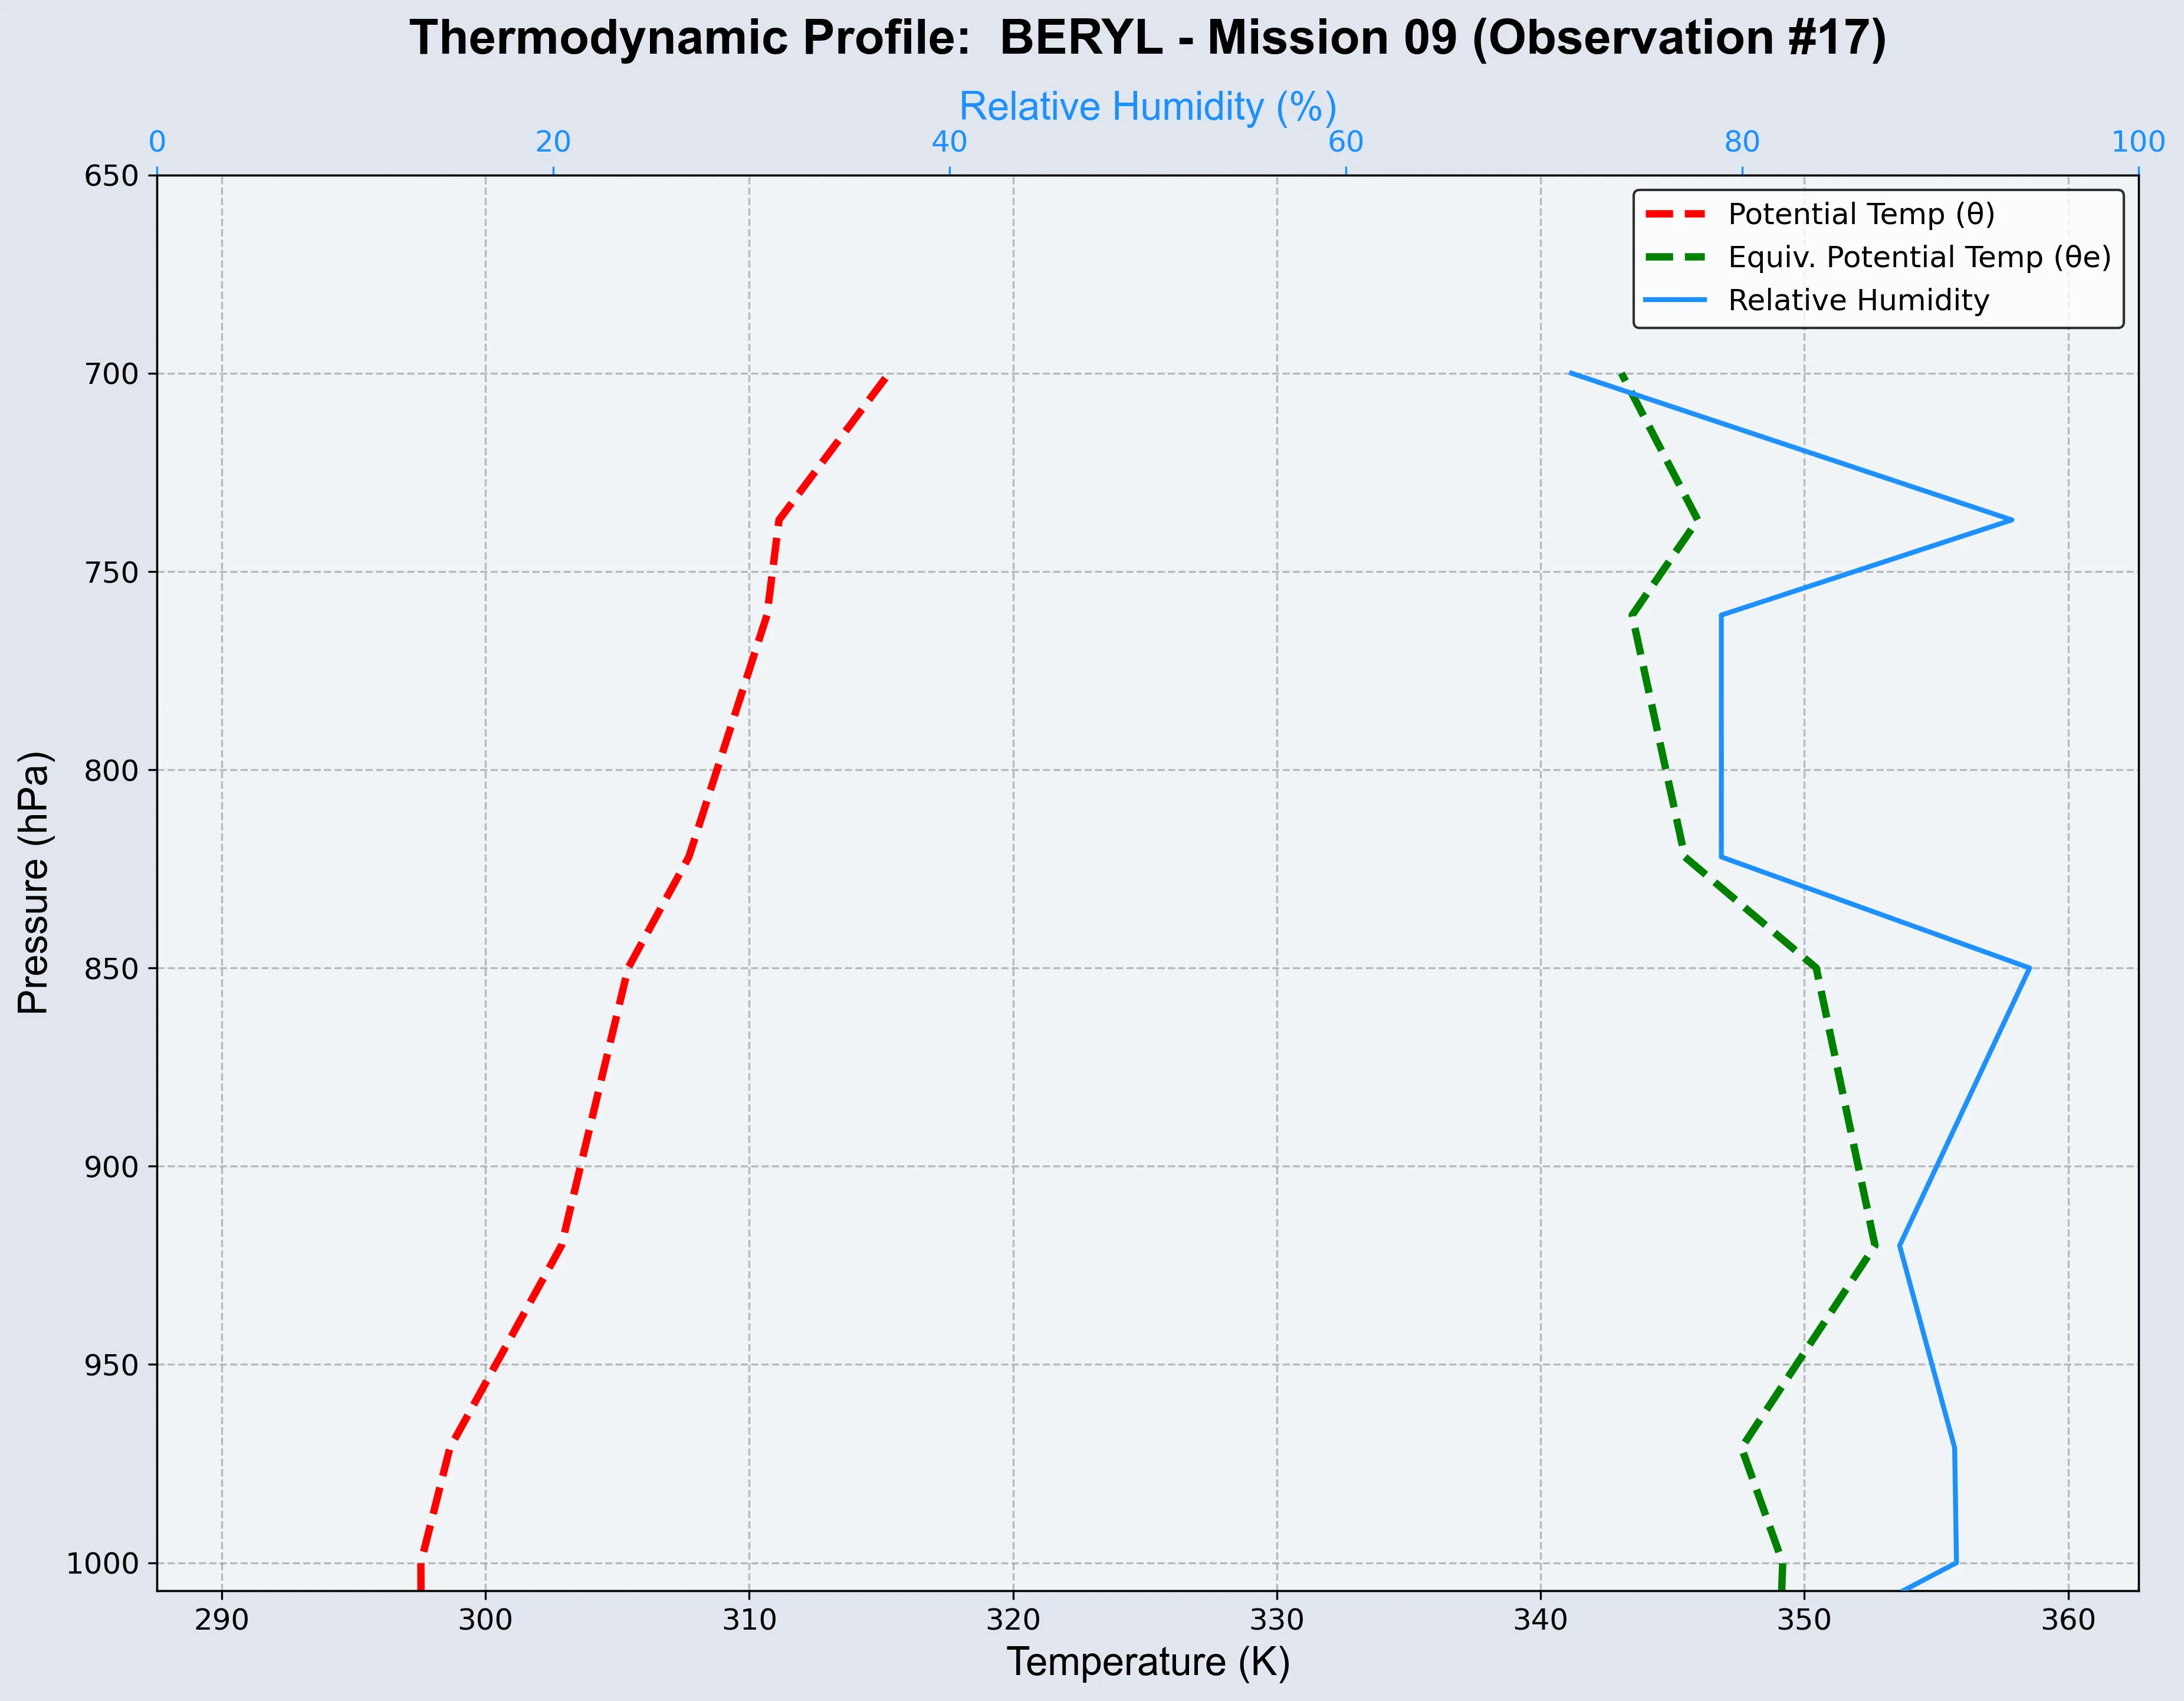 Thermodynamic Profile:  BERYL - Mission 09 (Observation #17)
Relative Humidity (%)
0 20 40 60 80 100
Potential Temp (θ)
Equiv. Potential Temp (θe)
Relative Humidity
650
700
750
800
850
900
950
1000
Pressure (hPa)
290 300 310 320 330 340 350 360
Temperature (K)